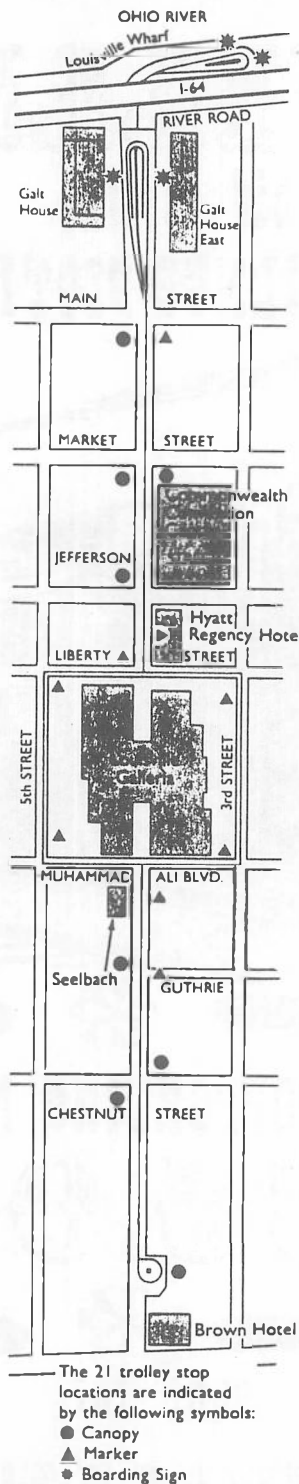 OHIO RIVER
Louisville Wharf
I-64
RIVER ROAD
Galt
House
Galt
House
East
MAIN STREET
MARKET STREET
Commonwealth
JEFFERSON
Hyatt
Regency Hotel
LIBERTY STREET
5th STREET
Galleria
3rd STREET
MUHAMMAD ALI BLVD.
Seelbach
GUTHRIE
CHESTNUT STREET
Brown Hotel
The 21 trolley stop
locations are indicated
by the following symbols:
Canopy
Marker
Boarding Sign